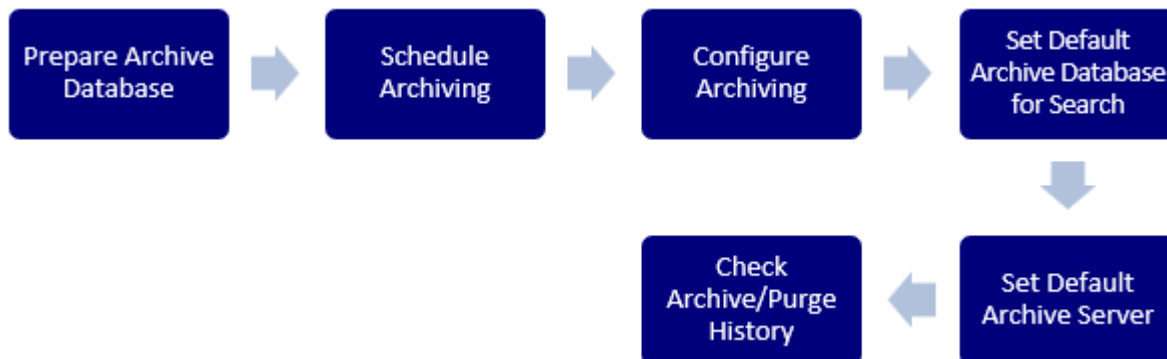 Prepare Archive
Database
Schedule
Archiving
Configure
Archiving
Set Default
Archive Database
for Search
Set Default
Archive Server
Check
Archive/Purge
History